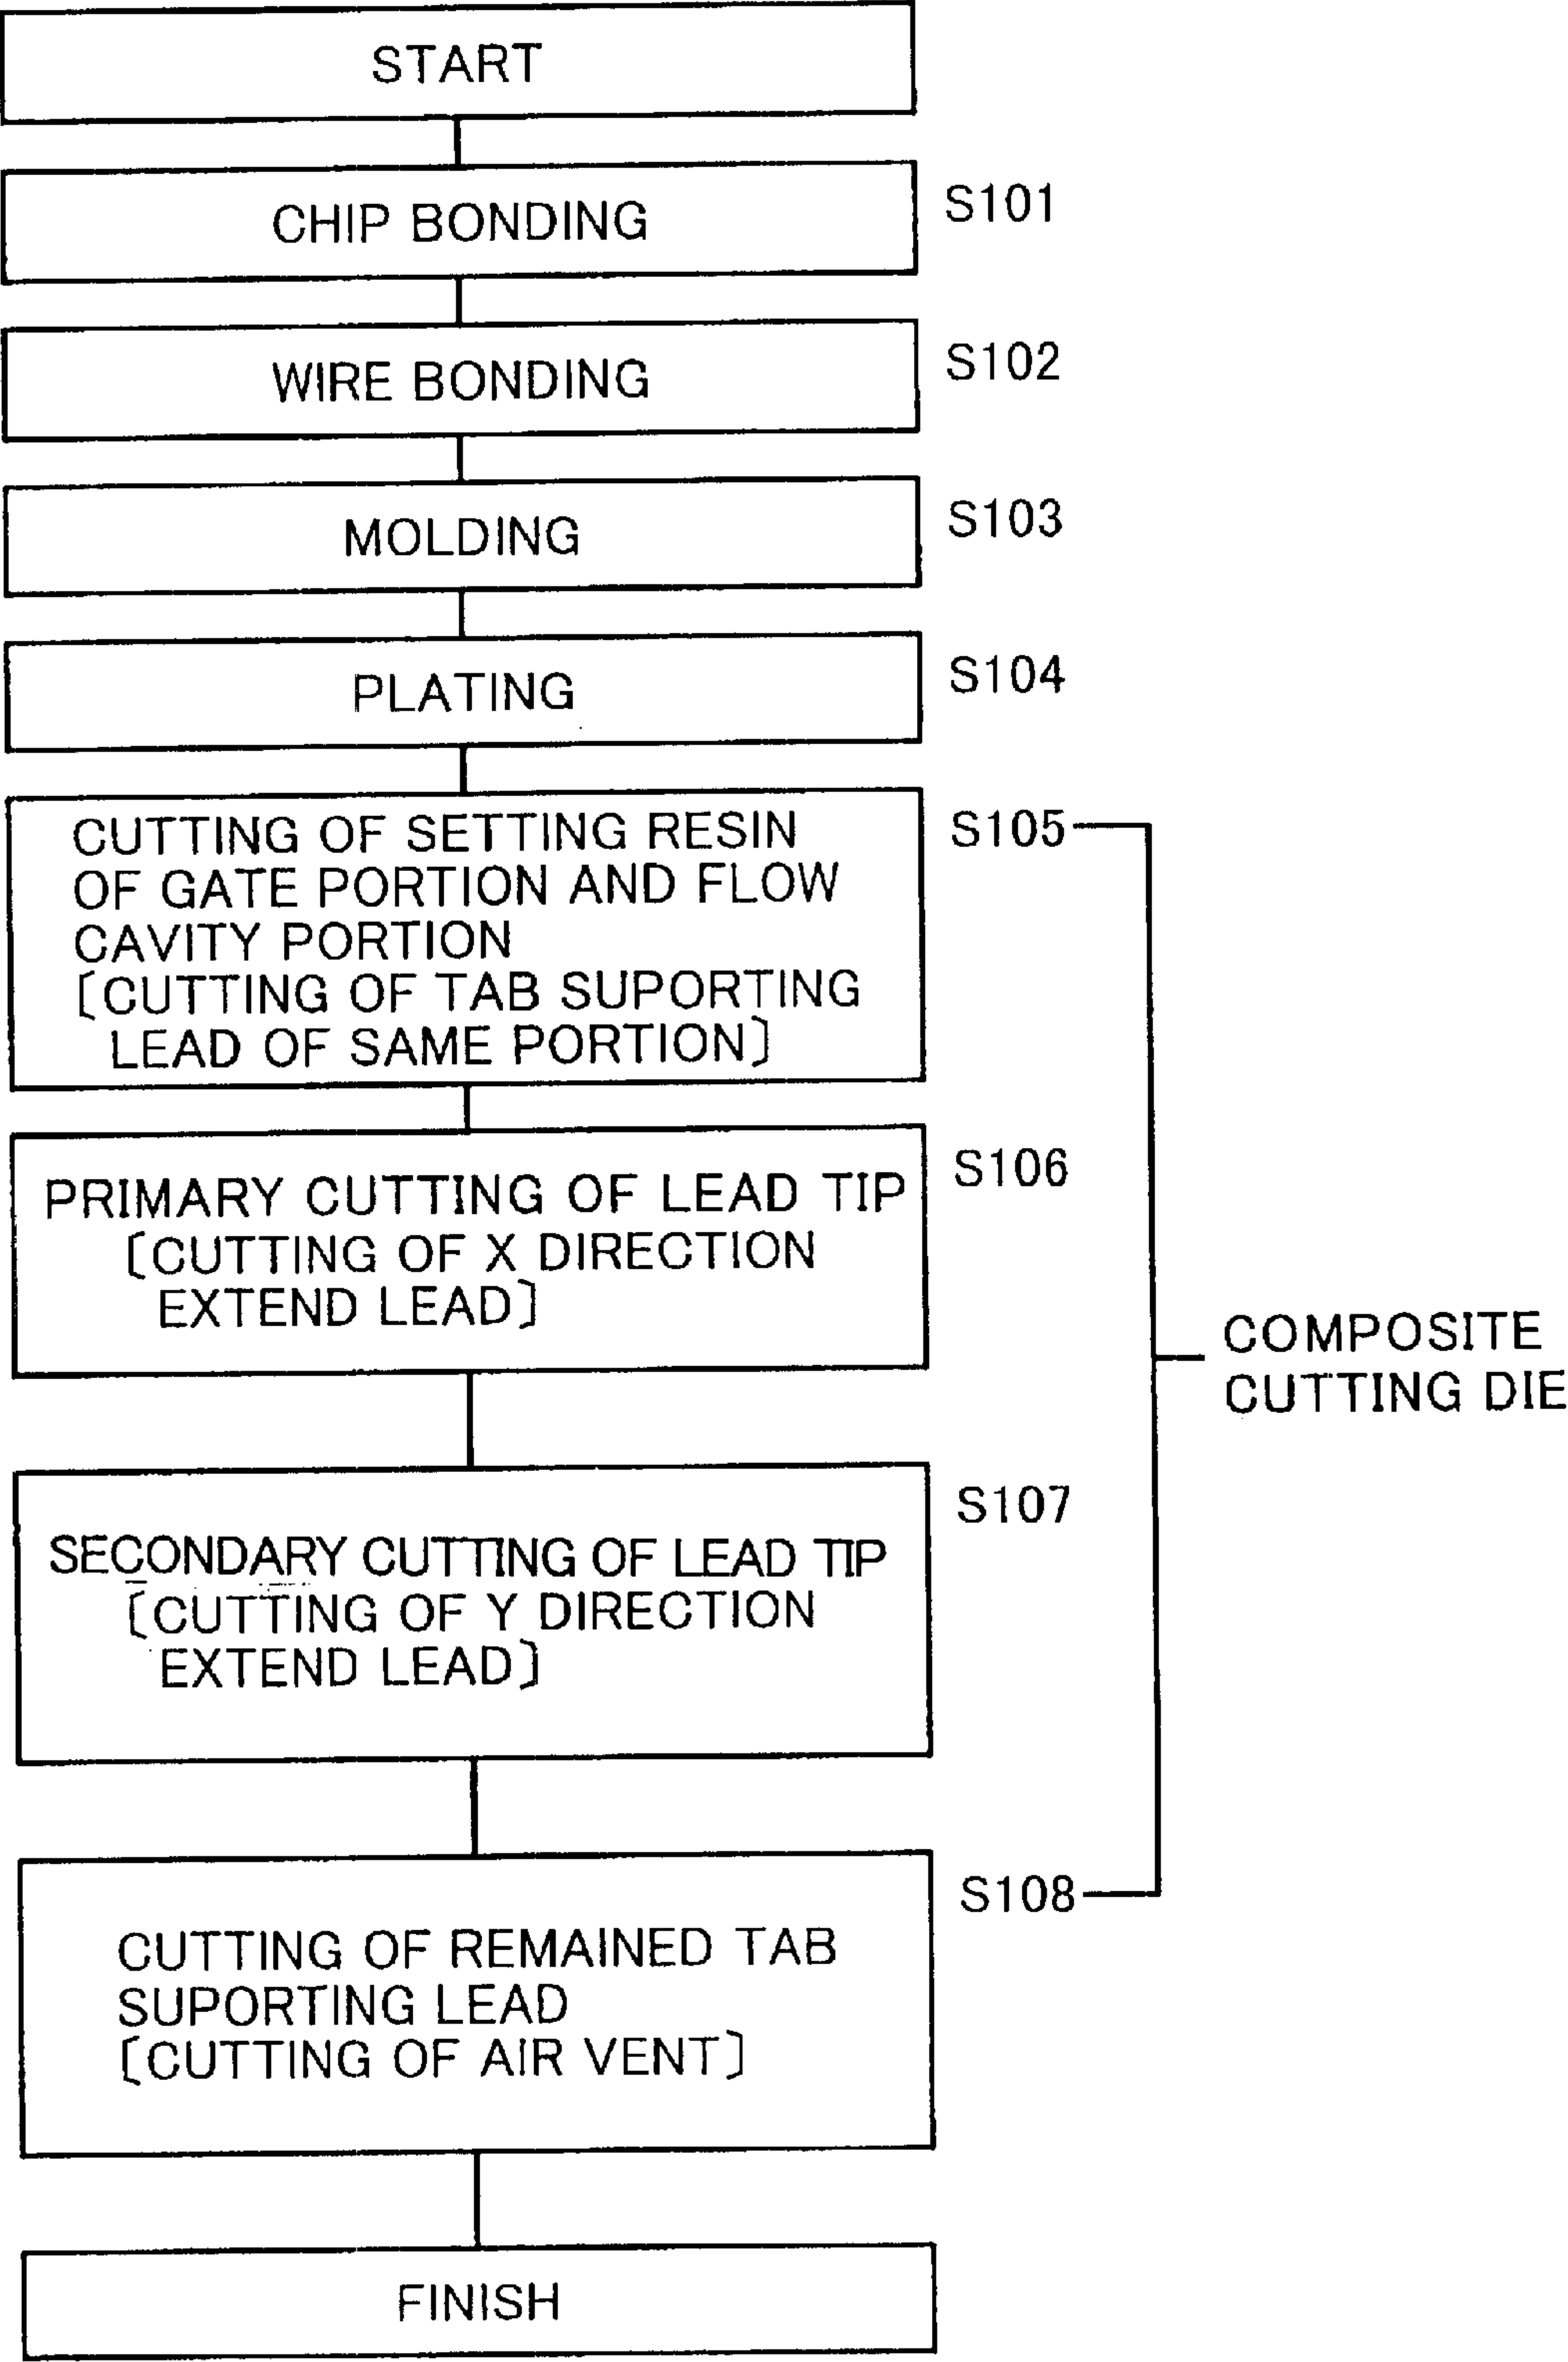 START
CHIP BONDING
S101
WIRE BONDING
S102
MOLDING
S103
PLATING
S104
CUTTING OF SETTING RESIN
OF GATE PORTION AND FLOW
CAVITY PORTION
[CUTTING OF TAB SUPORTING
LEAD OF SAME PORTION]
S105
PRIMARY CUTTING OF LEAD TIP
[CUTTING OF X DIRECTION
EXTEND LEAD]
S106
COMPOSITE
CUTTING DIE
SECONDARY CUTTING OF LEAD TIP
[CUTTING OF Y DIRECTION
EXTEND LEAD]
S107
CUTTING OF REMAINED TAB
SUPORTING LEAD
[CUTTING OF AIR VENT]
S108
FINISH